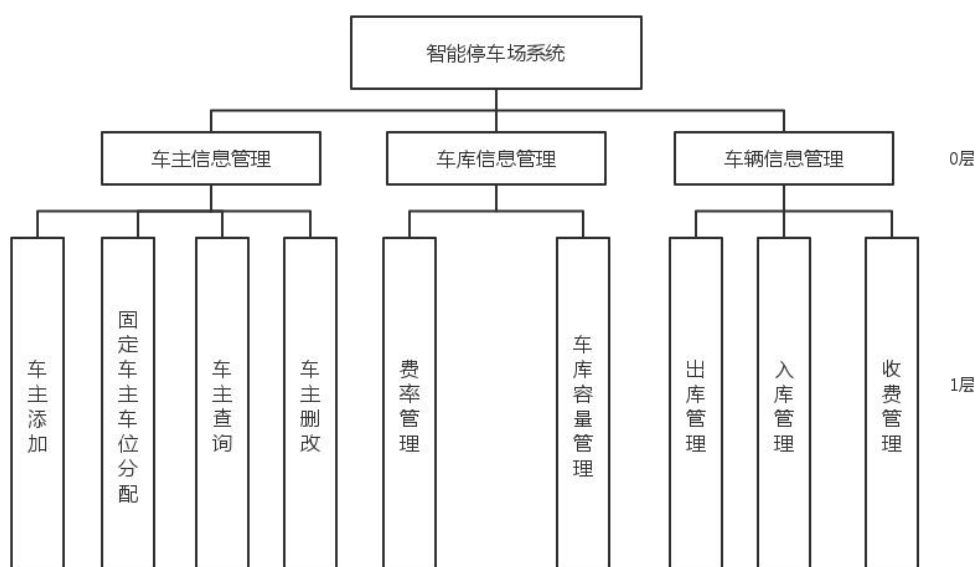 智能停车场系统
车主信息管理
车库信息管理
车辆信息管理
0层
车主添加
固定车主车位分配
车主查询
车主删改
费率管理
车库容量管理
出库管理
入库管理
收费管理
1层